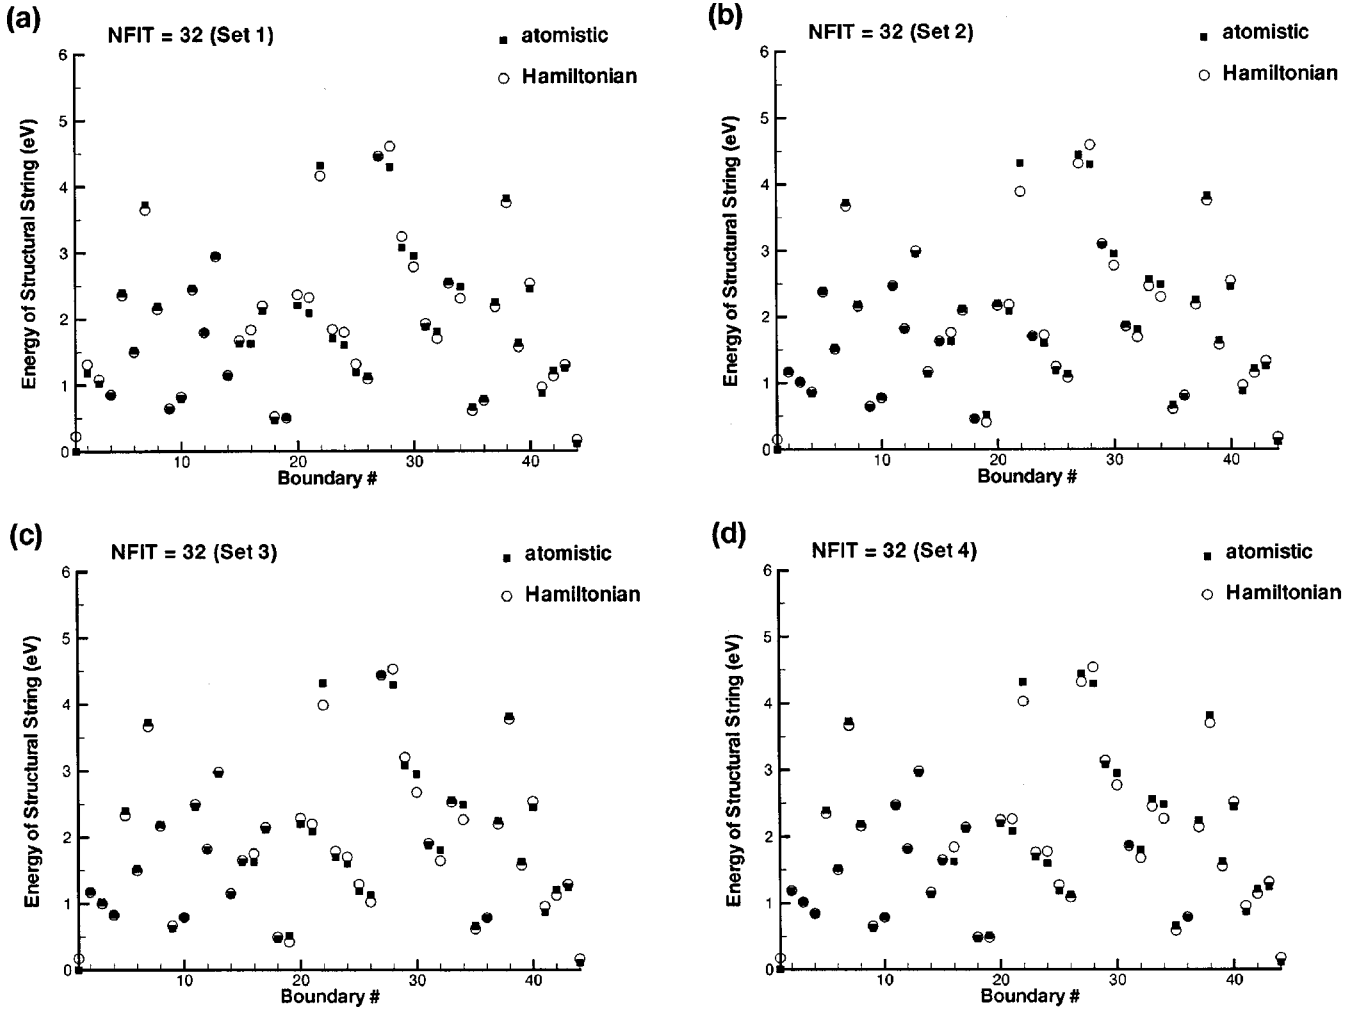 (a)
NFIT = 32 (Set 1)
atomistic
Hamiltonian
Energy of Structural String (eV)
6
5
4
3
2
1
0
10
20
30
40
Boundary #
(b)
NFIT = 32 (Set 2)
atomistic
Hamiltonian
Energy of Structural String (eV)
6
5
4
3
2
1
0
10
20
30
40
Boundary #
(c)
NFIT = 32 (Set 3)
atomistic
Hamiltonian
Energy of Structural String (eV)
6
5
4
3
2
1
0
10
20
30
40
Boundary #
(d)
NFIT = 32 (Set 4)
atomistic
Hamiltonian
Energy of Structural String (eV)
6
5
4
3
2
1
0
10
20
30
40
Boundary #